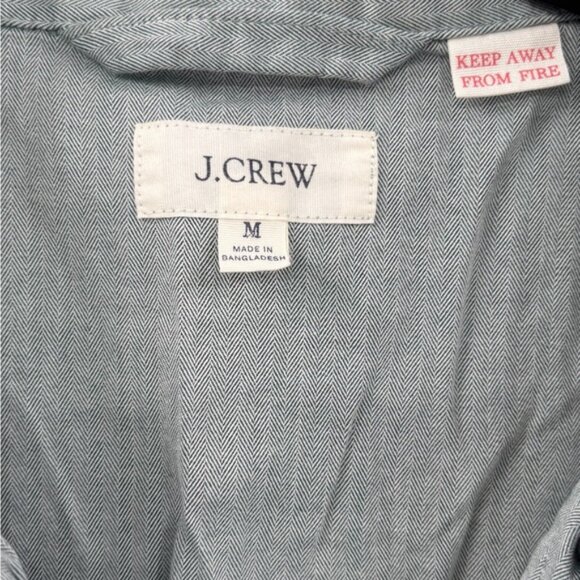 KEEP AWAY
FROM FIRE
J.CREW
M
MADE IN
BANGLADESH